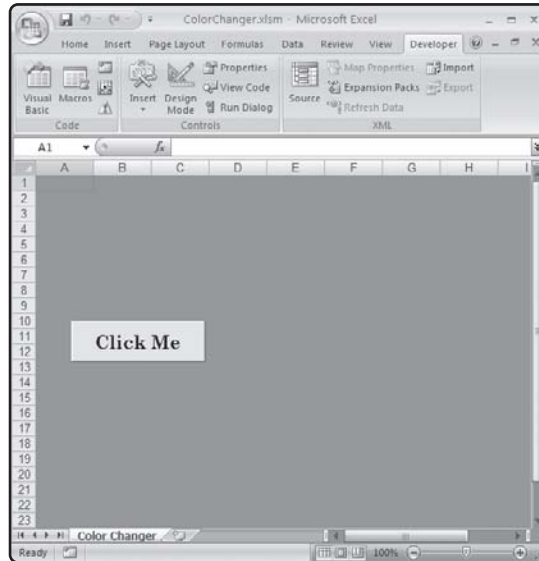 ColorChanger.xlsm - Microsoft Excel
Home Insert Page Layout Formulas Data Review View Developer
Visual Basic
Macros
Insert
Design Mode
Properties
View Code
Run Dialog
Source
Map Properties
Expansion Packs
Refresh Data
Import
Export
Code Controls XML
A1 fx
A B C D E F G H I
1
2
3
4
5
6
7
8
9
10
11
12
13
14
15
16
17
18
19
20
21
22
23
Click Me
Color Changer
Ready 100%